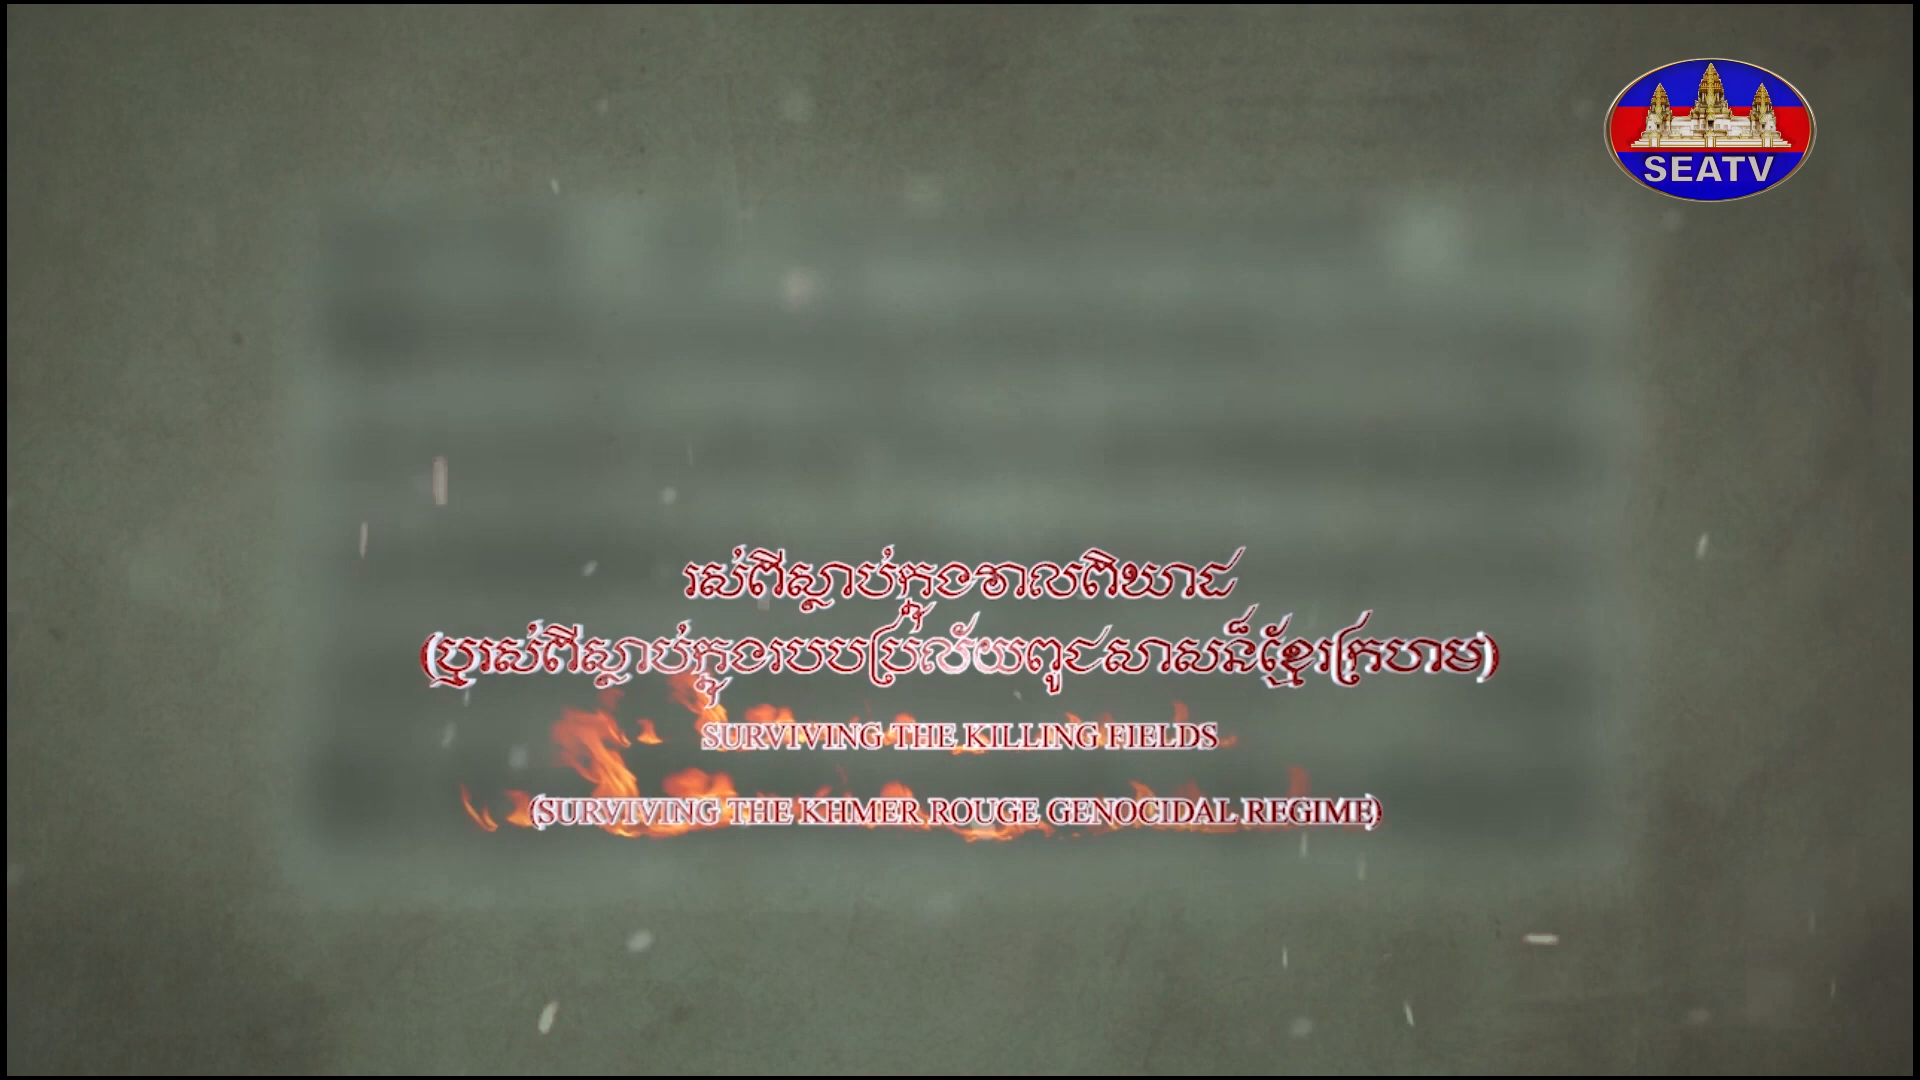 SEATV
រស់ពីស្លាប់ក្នុងវាលពិឃាដ
(ឬរស់ពីស្លាប់ក្នុងរបបប្រល័យពូជសាសន៏ខ្មែរក្រហម)
SURVIVING THE KILLING FIELDS
(SURVIVING THE KHMER ROUGE GENOCIDAL REGIME)